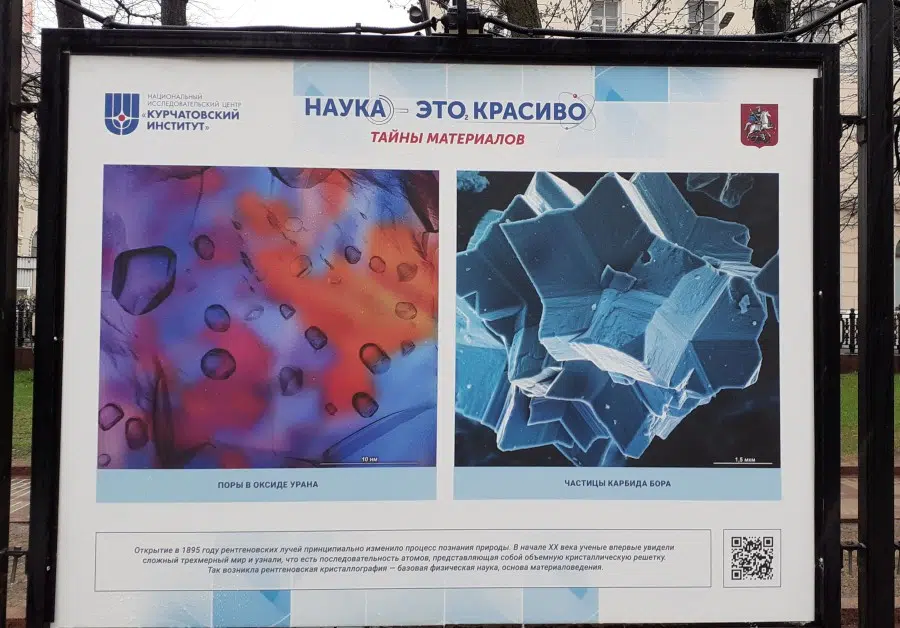 НАЦИОНАЛЬНЫЙ
ИССЛЕДОВАТЕЛЬСКИЙ ЦЕНТР
«КУРЧАТОВСКИЙ
ИНСТИТУТ»
НАУКА – ЭТО КРАСИВО
2
ТАЙНЫ МАТЕРИАЛОВ
10 нм
1,5 мкм
ПОРЫ В ОКСИДЕ УРАНА
ЧАСТИЦЫ КАРБИДА БОРА
Открытие в 1895 году рентгеновских лучей принципиально изменило процесс познания природы. В начале XX века ученые впервые увидели
сложный трехмерный мир и узнали, что есть последовательность атомов, представляющая собой объемную кристаллическую решетку.
Так возникла рентгеновская кристаллография — базовая физическая наука, основа материаловедения.